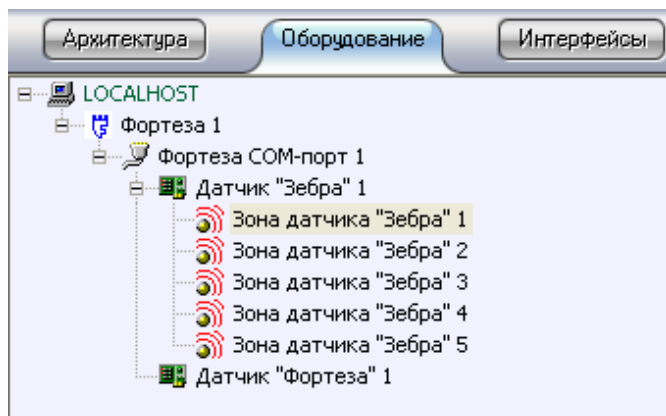 Архитектура Оборудование Интерфейсы
LOCALHOST
Фортеза 1
Фортеза COM-порт 1
Датчик "Зебра" 1
Зона датчика "Зебра" 1
Зона датчика "Зебра" 2
Зона датчика "Зебра" 3
Зона датчика "Зебра" 4
Зона датчика "Зебра" 5
Датчик "Фортеза" 1